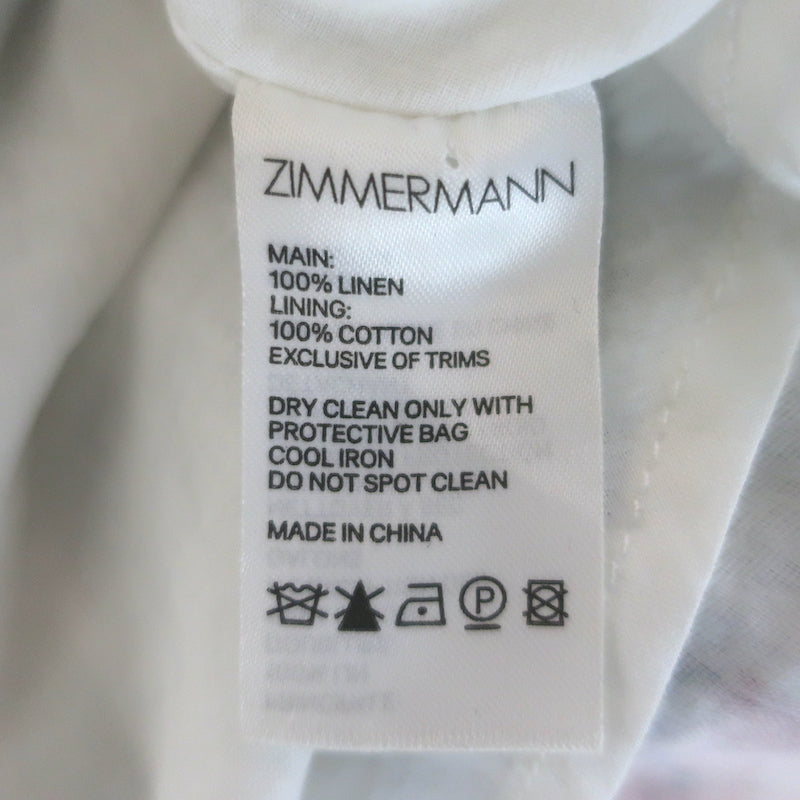 ZIMMERMANN
MAIN:
100% LINEN
LINING:
100% COTTON
EXCLUSIVE OF TRIMS
DRY CLEAN ONLY WITH
PROTECTIVE BAG
COOL IRON
DO NOT SPOT CLEAN
MADE IN CHINA
P